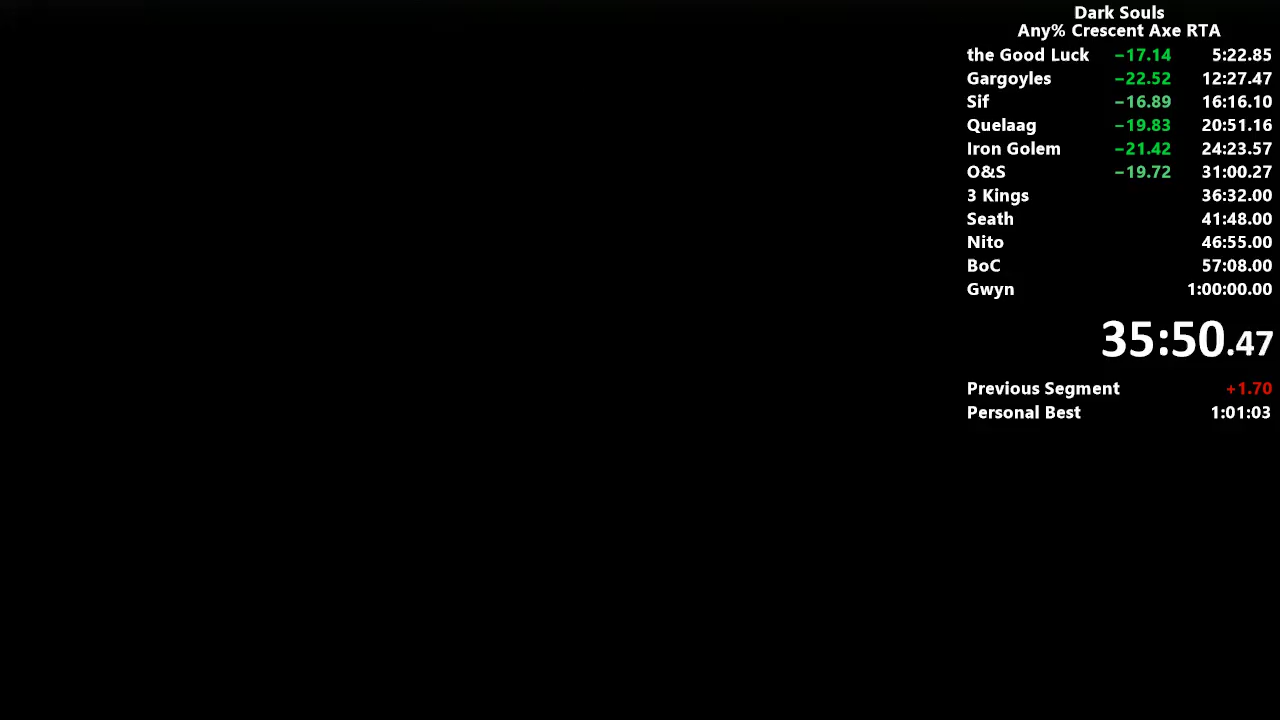 Dark Souls
Any% Crescent Axe RTA
the Good Luck −17.14 5:22.85
Gargoyles −22.52 12:27.47
Sif −16.89 16:16.10
Quelaag −19.83 20:51.16
Iron Golem −21.42 24:23.57
O&S −19.72 31:00.27
3 Kings 36:32.00
Seath 41:48.00
Nito 46:55.00
BoC 57:08.00
Gwyn 1:00:00.00
35:50.47
Previous Segment +1.70
Personal Best 1:01:03